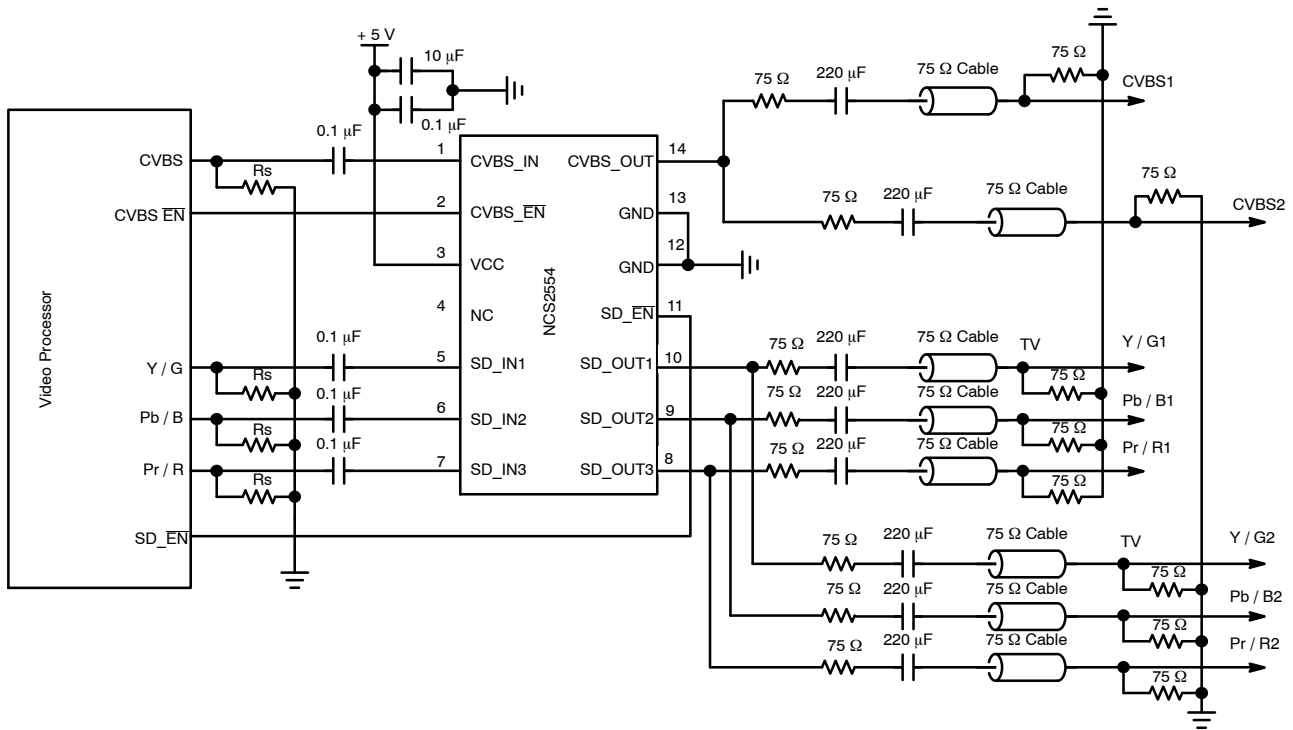 + 5 V
10 μF
0.1 μF
Video Processor
CVBS
CVBS EN
Y / G
Pb / B
Pr / R
SD_EN
Rs
0.1 μF
Rs
0.1 μF
Rs
0.1 μF
Rs
0.1 μF
1
2
3
4
5
6
7
CVBS_IN
CVBS_EN
VCC
NC
SD_IN1
SD_IN2
SD_IN3
NCS2554
CVBS_OUT
GND
GND
SD_EN
SD_OUT1
SD_OUT2
SD_OUT3
14
13
12
11
10
9
8
75 Ω
220 μF
75 Ω Cable
75 Ω
CVBS1
75 Ω
220 μF
75 Ω Cable
75 Ω
CVBS2
75 Ω
220 μF
75 Ω Cable
TV
Y / G1
75 Ω
75 Ω
220 μF
75 Ω Cable
Pb / B1
75 Ω
75 Ω
220 μF
75 Ω Cable
Pr / R1
75 Ω
75 Ω
220 μF
75 Ω Cable
TV
Y / G2
75 Ω
75 Ω
220 μF
75 Ω Cable
Pb / B2
75 Ω
75 Ω
220 μF
75 Ω Cable
Pr / R2
75 Ω